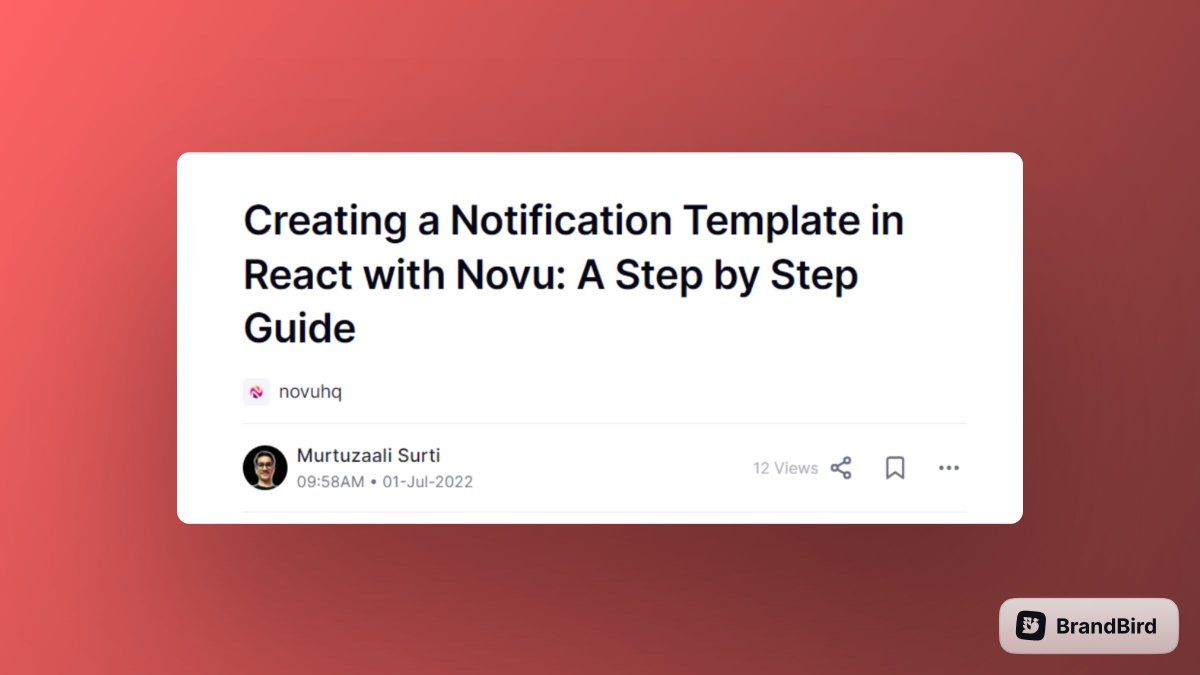 Creating a Notification Template in
React with Novu: A Step by Step
Guide
novuhq
Murtuzaali Surti
12 Views
09:58AM • 01-Jul-2022
BrandBird